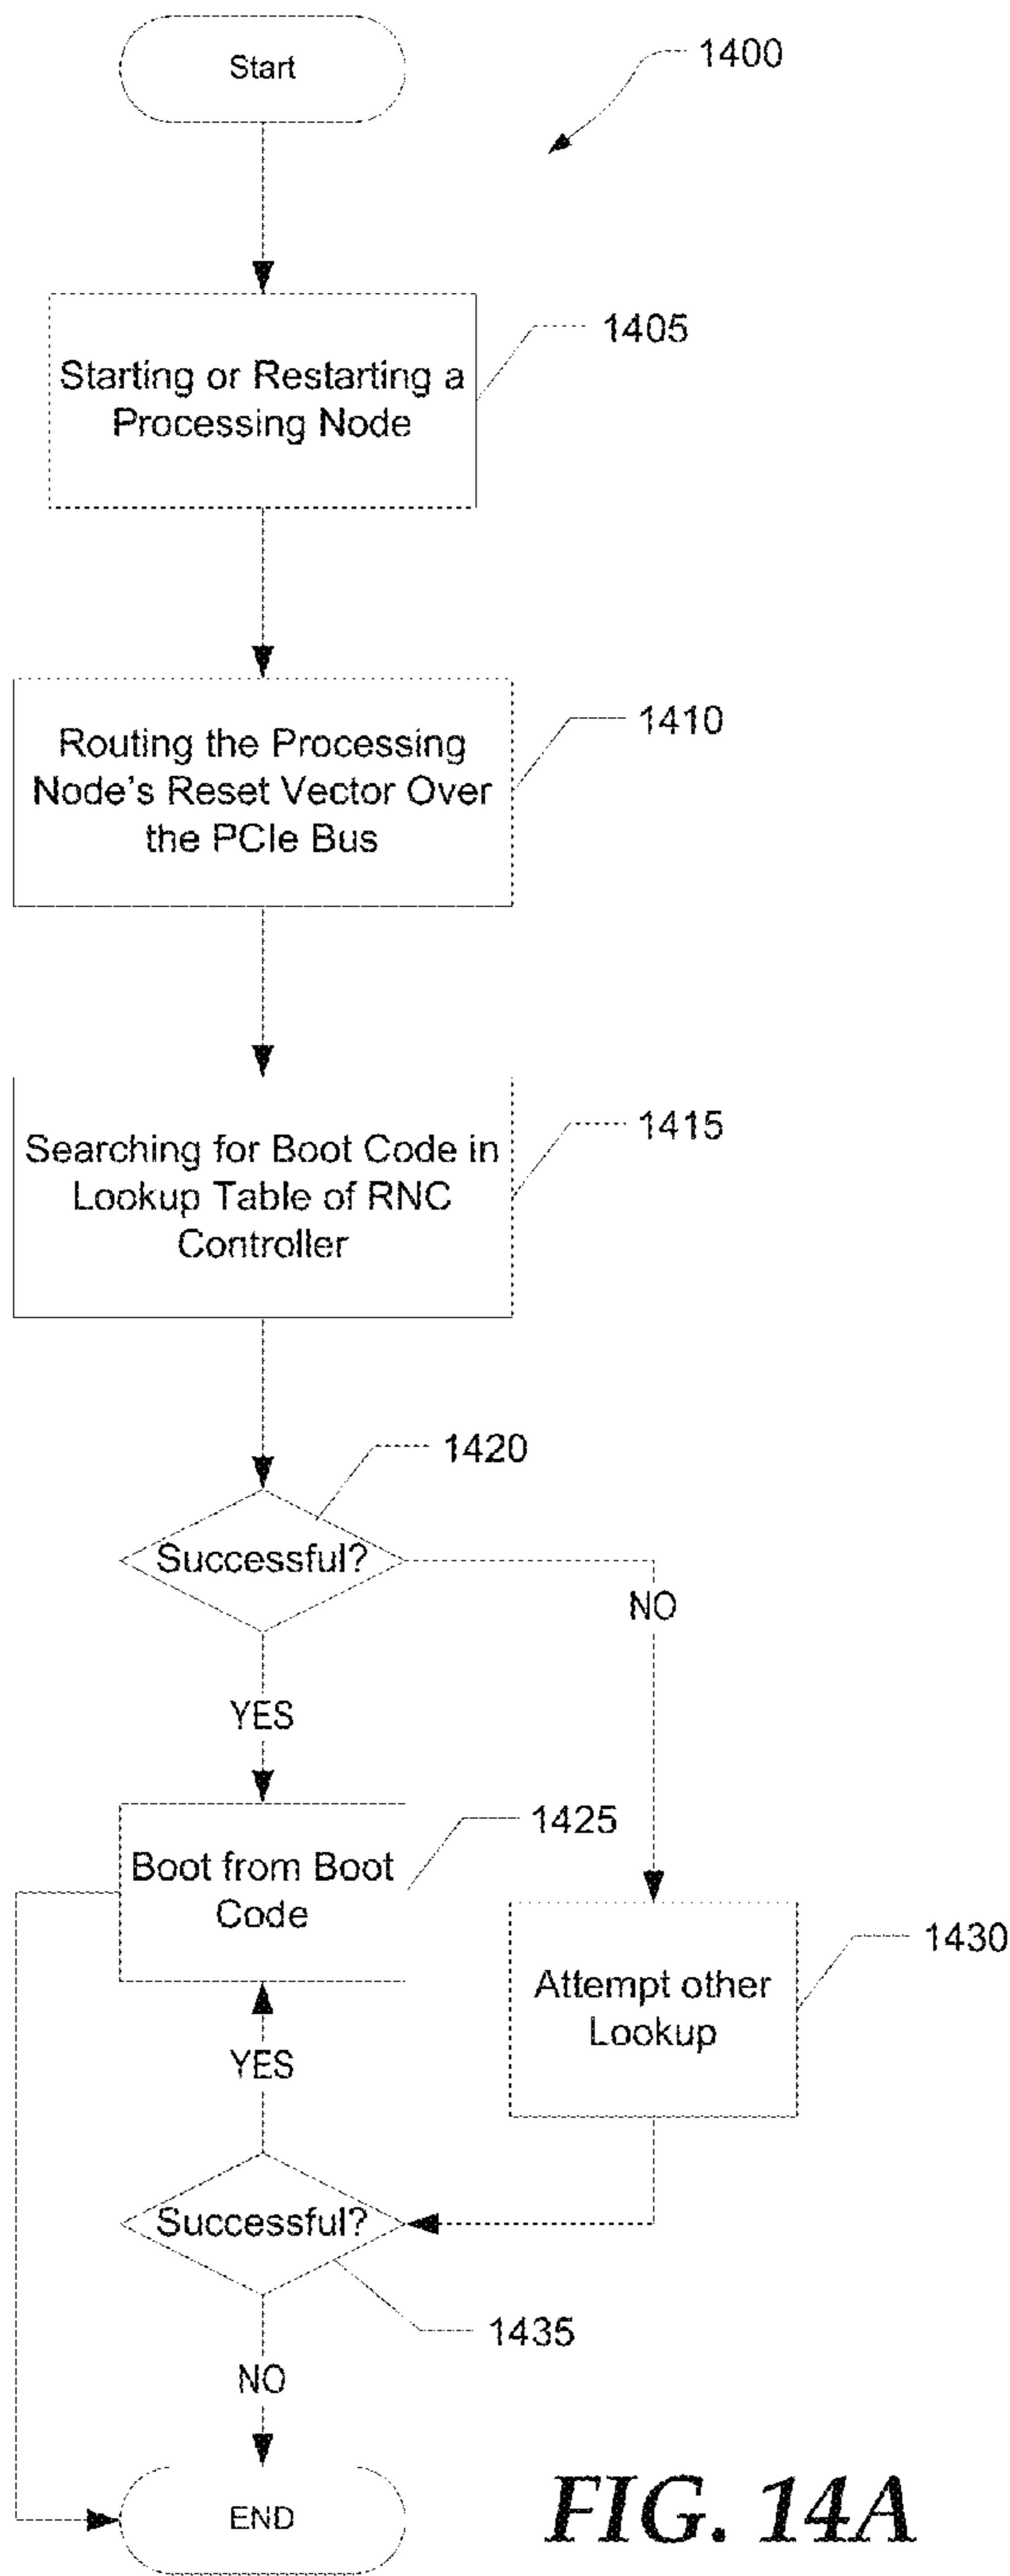 Start
1400
Starting or Restarting a
Processing Node
1405
Routing the Processing
Node's Reset Vector Over
the PCIe Bus
1410
Searching for Boot Code in
Lookup Table of RNC
Controller
1415
1420
Successful?
NO
YES
Boot from Boot
Code
1425
Attempt other
Lookup
1430
YES
Successful?
1435
NO
END
FIG. 14A